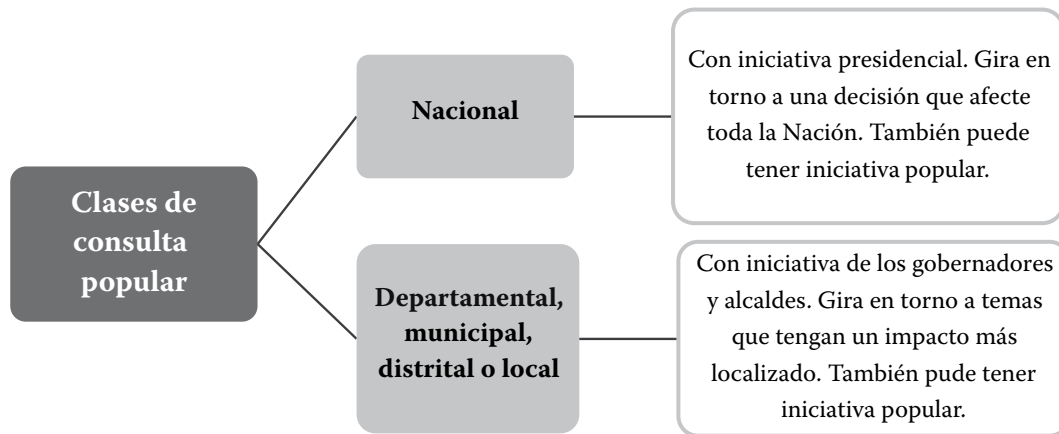 Clases de
consulta
popular
Nacional
Con iniciativa presidencial. Gira en
torno a una decisión que afecte
toda la Nación. También puede
tener iniciativa popular.
Departamental,
municipal,
distrital o local
Con iniciativa de los gobernadores
y alcaldes. Gira en torno a temas
que tengan un impacto más
localizado. También pude tener
iniciativa popular.